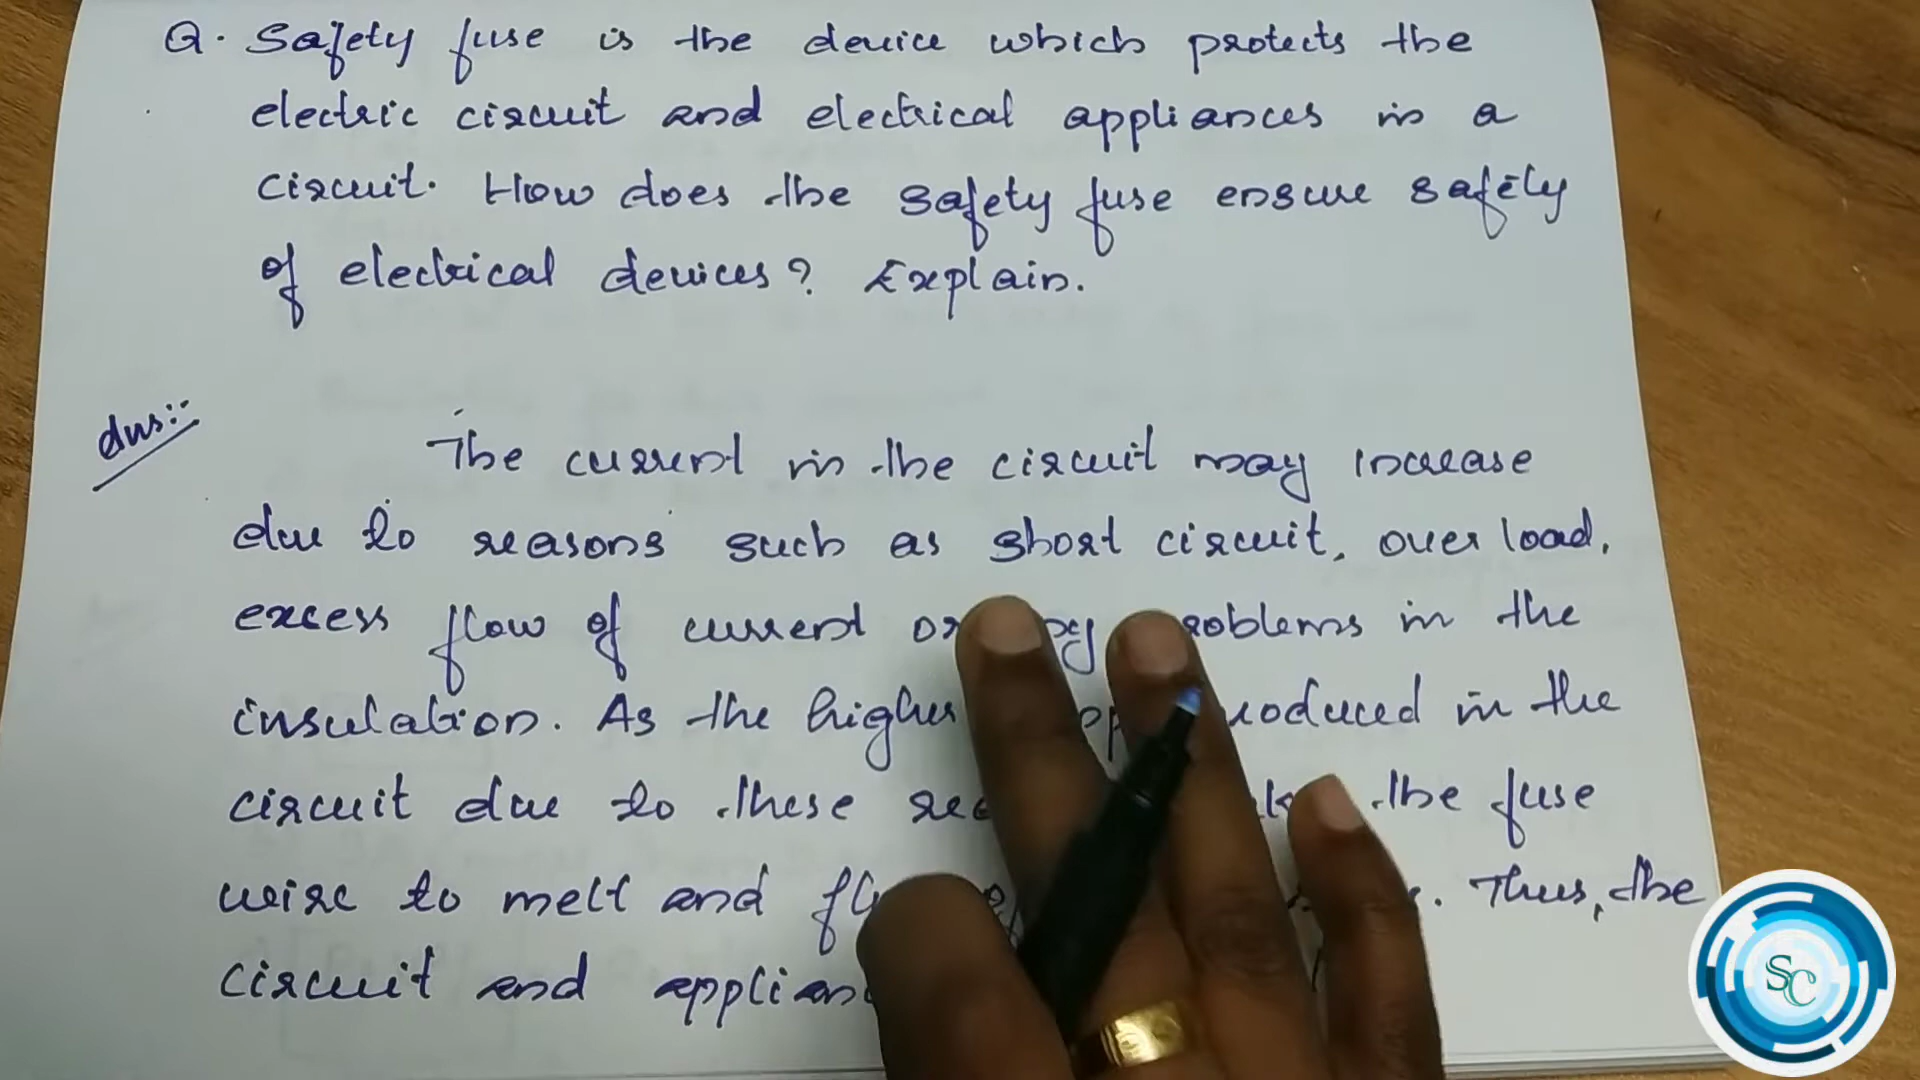 Q. Safety fuse is the device which protects the
electric circuit and electrical appliances in a
circuit. How does the safety fuse ensure safety
of electrical devices? Explain.
Ans:-
The current in the circuit may increase
due to reasons such as short circuit, over load,
excess flow of current or problems in the
insulation. As the higher produced in the
circuit due to these the fuse
wire to melt and . Thus, the
circuit and
SC